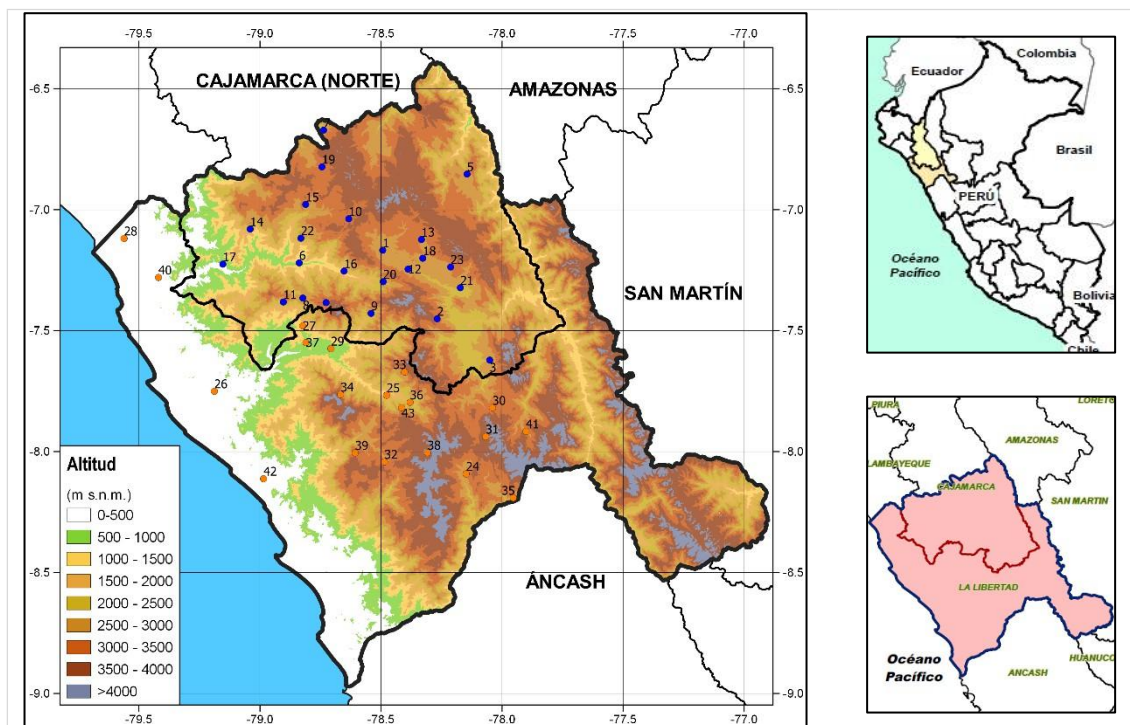 -79.5 -79.0 -78.5 -78.0 -77.5 -77.0
CAJAMARCA (NORTE)
AMAZONAS
-6.5
-6.5
19
5
15
10
-7.0
-7.0
14
22
13
28
1
18
17
6
16
12
23
40
20
21
SAN MARTÍN
11
8
9
2
-7.5
-7.5
27
37
29
3
33
26
34
25
36
30
43
31
41
39
38
-8.0
-8.0
32
24
42
35
Altitud
(m s.n.m.)
0-500
500 - 1000
1000 - 1500
1500 - 2000
2000 - 2500
2500 - 3000
3000 - 3500
3500 - 4000
>4000
-8.5
-8.5
ÁNCASH
-9.0
-9.0
-79.5 -79.0 -78.5 -78.0 -77.5 -77.0
Colombia
Ecuador
Brasil
PERÚ
Océano
Pacífico
Bolivia
Chile
PIURA
LORETO
AMAZONAS
LAMBAYEQUE
CAJAMARCA
SAN MARTIN
LA LIBERTAD
Océano
Pacífico
HUANUCO
ANCASH